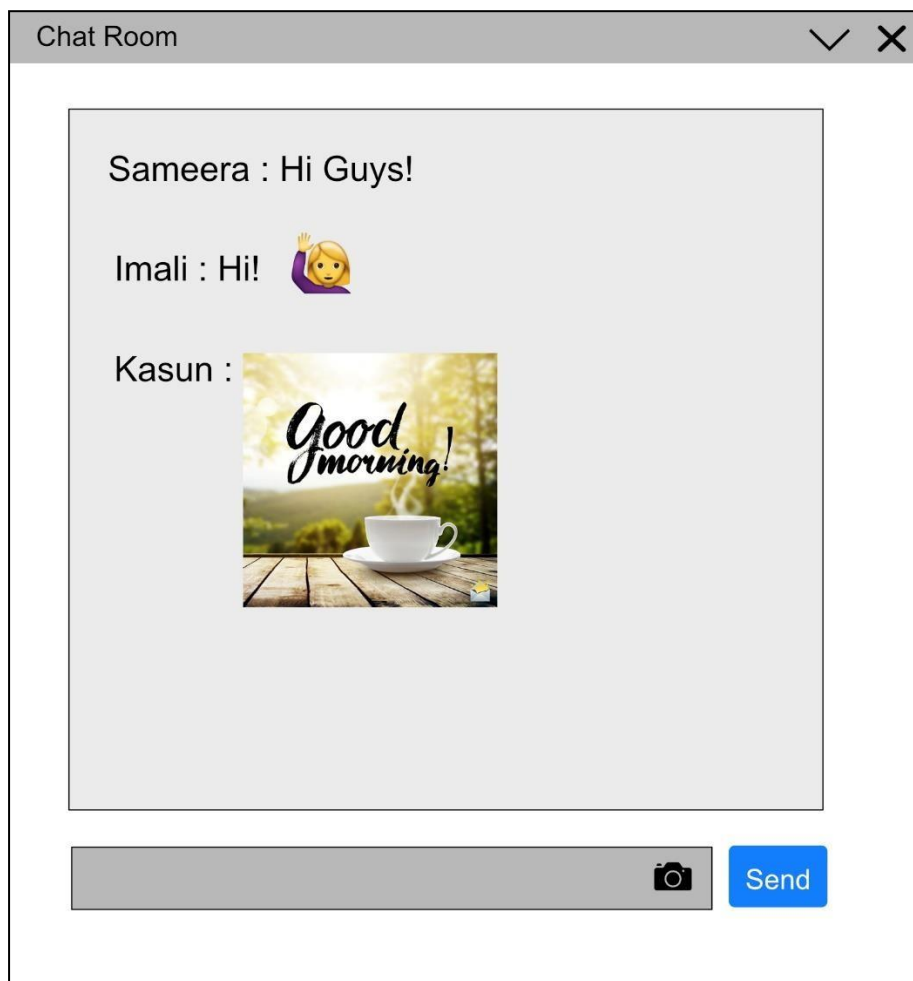 Chat Room
Sameera : Hi Guys!
Imali : Hi!
Kasun :
Good
morning!
Send